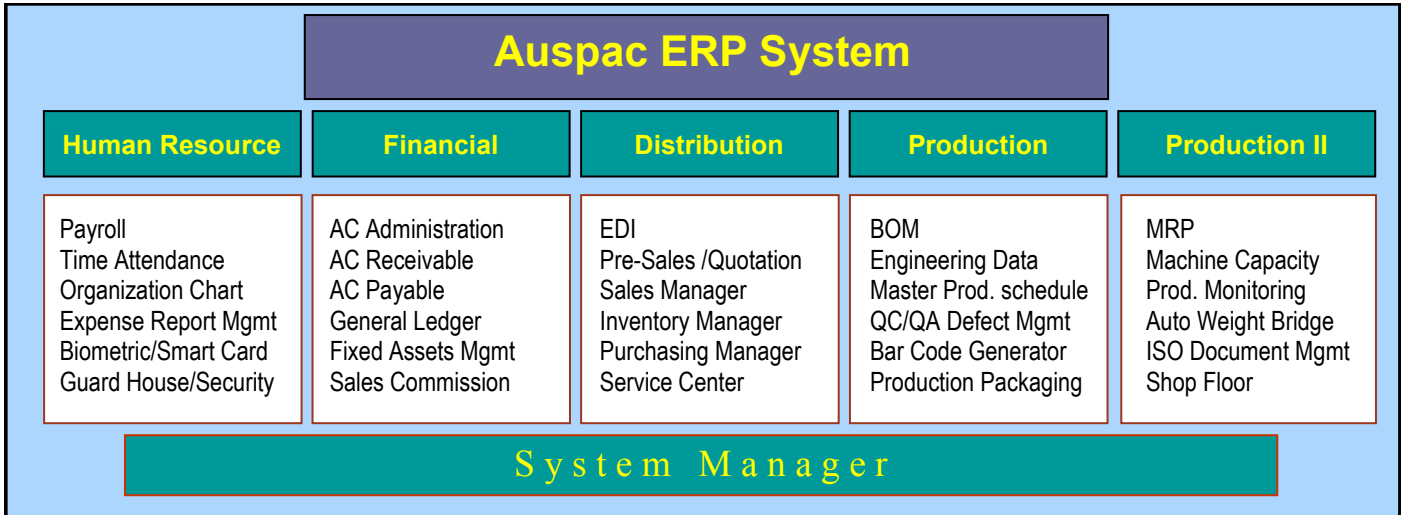 Auspac ERP System
Human Resource
Financial
Distribution
Production
Production II
Payroll
Time Attendance
Organization Chart
Expense Report Mgmt
Biometric/Smart Card
Guard House/Security
AC Administration
AC Receivable
AC Payable
General Ledger
Fixed Assets Mgmt
Sales Commission
EDI
Pre-Sales /Quotation
Sales Manager
Inventory Manager
Purchasing Manager
Service Center
BOM
Engineering Data
Master Prod. schedule
QC/QA Defect Mgmt
Bar Code Generator
Production Packaging
MRP
Machine Capacity
Prod. Monitoring
Auto Weight Bridge
ISO Document Mgmt
Shop Floor
System Manager